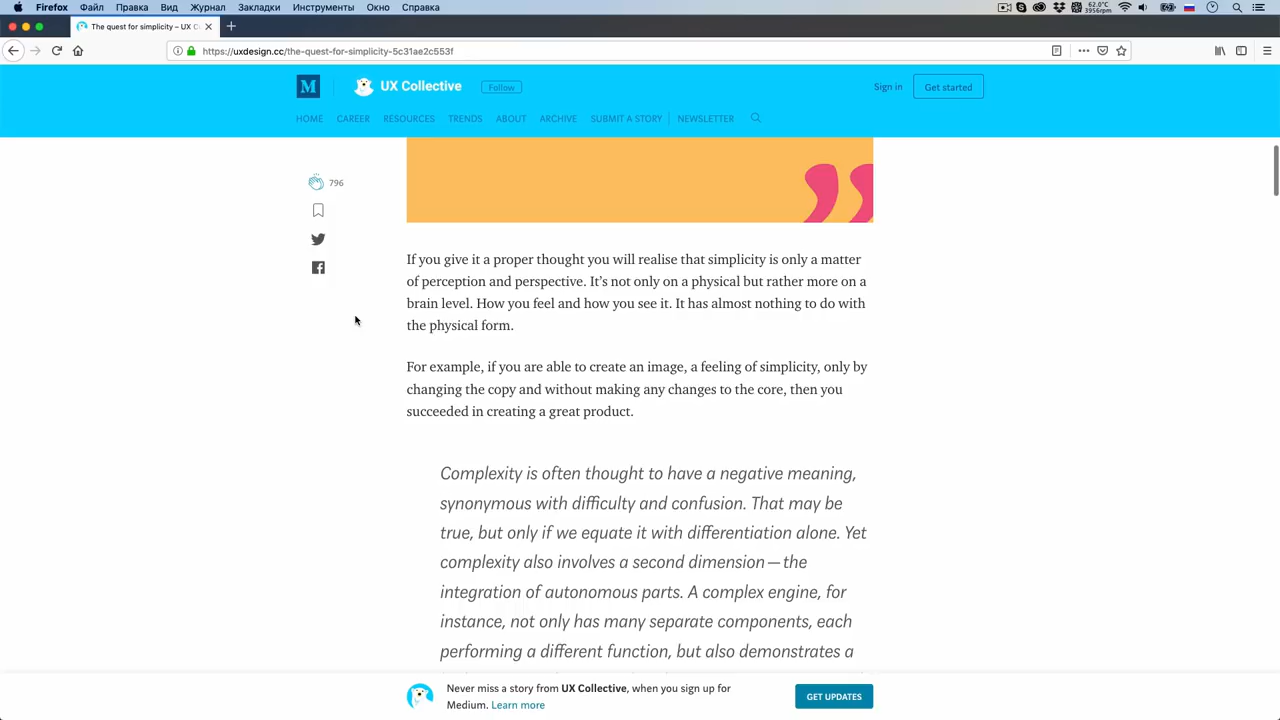 Firefox Файл Правка Вид Журнал Закладки Инструменты Окно Справка
62.0°C
3956rpm
The quest for simplicity – UX C
https://uxdesign.cc/the-quest-for-simplicity-5c31ae2c553f
M
UX Collective
Follow
Sign in
Get started
HOME CAREER RESOURCES TRENDS ABOUT ARCHIVE SUBMIT A STORY NEWSLETTER
796
If you give it a proper thought you will realise that simplicity is only a matter
of perception and perspective. It’s not only on a physical but rather more on a
brain level. How you feel and how you see it. It has almost nothing to do with
the physical form.
For example, if you are able to create an image, a feeling of simplicity, only by
changing the copy and without making any changes to the core, then you
succeeded in creating a great product.
Complexity is often thought to have a negative meaning,
synonymous with difficulty and confusion. That may be
true, but only if we equate it with differentiation alone. Yet
complexity also involves a second dimension — the
integration of autonomous parts. A complex engine, for
instance, not only has many separate components, each
performing a different function, but also demonstrates a
Never miss a story from UX Collective, when you sign up for
Medium. Learn more
GET UPDATES